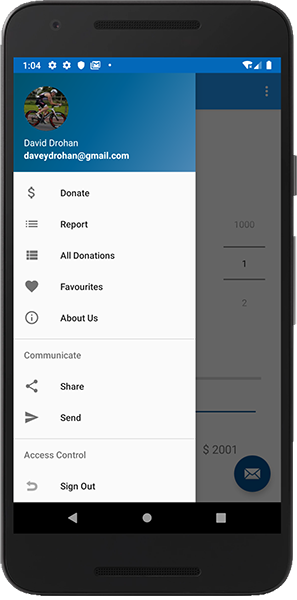 1:04
David Drohan
daveydrohan@gmail.com
Donate
Report
All Donations
Favourites
About Us
Communicate
Share
Send
Access Control
Sign Out
1000
1
2
$ 2001